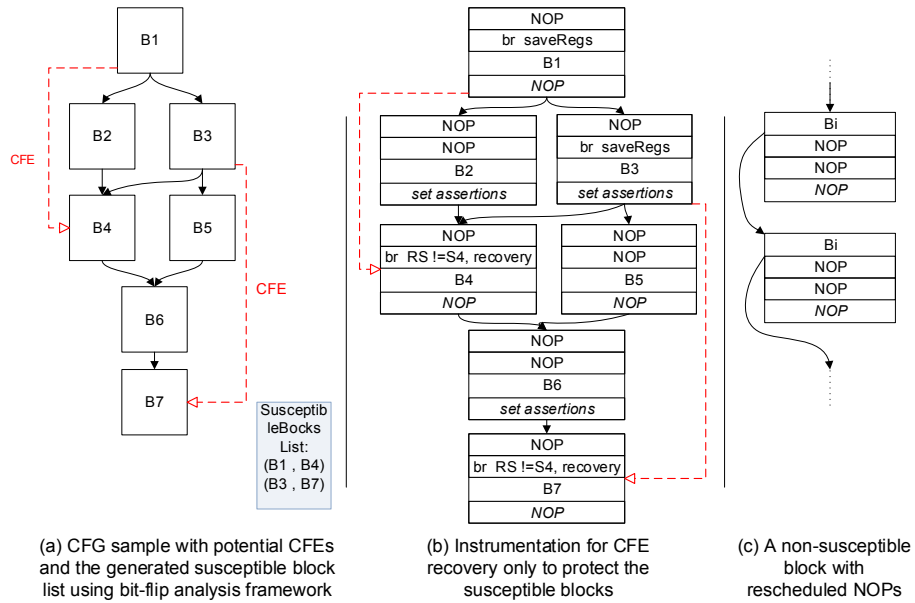 B1
B2
B3
CFE
B4
B5
CFE
B6
B7
Susceptib
leBocks
List:
(B1 , B4)
(B3 , B7)
(a) CFG sample with potential CFEs
and the generated susceptible block
list using bit-flip analysis framework
NOP
br saveRegs
B1
NOP
NOP
NOP
B2
set assertions
NOP
br saveRegs
B3
set assertions
NOP
br RS !=S4, recovery
B4
NOP
NOP
NOP
B5
NOP
NOP
NOP
B6
set assertions
NOP
br RS !=S4, recovery
B7
NOP
(b) Instrumentation for CFE
recovery only to protect the
susceptible blocks
Bi
NOP
NOP
NOP
Bi
NOP
NOP
NOP
(c) A non-susceptible
block with
rescheduled NOPs